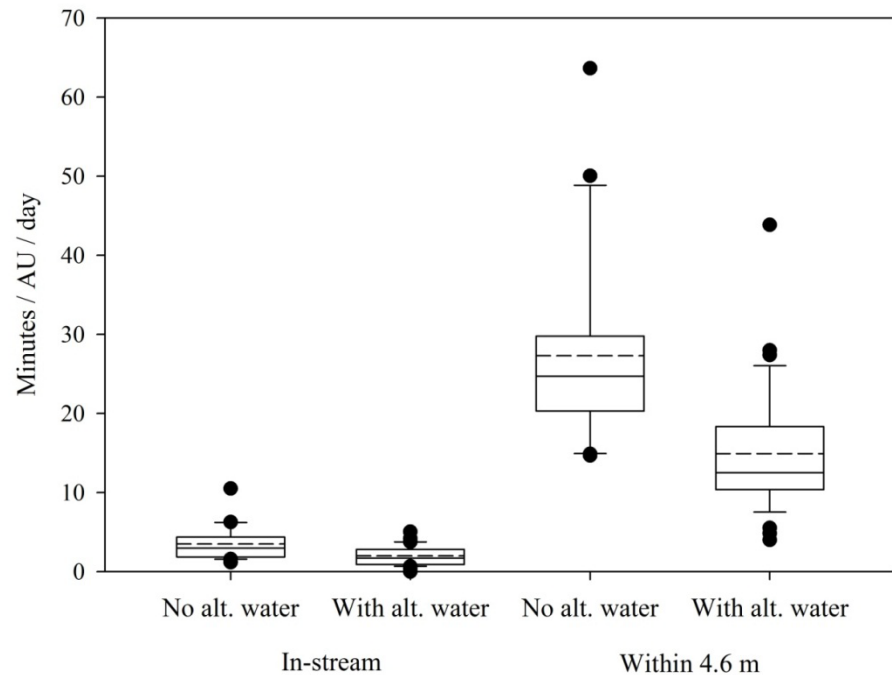 70
60
50
40
30
20
10
0
Minutes / AU / day
No alt. water With alt. water No alt. water With alt. water
In-stream Within 4.6 m